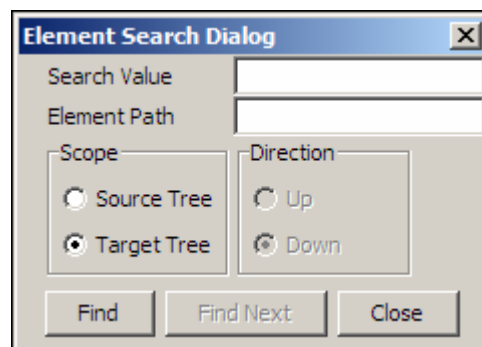 Element Search Dialog
Search Value
Element Path
Scope
Direction
Source Tree
Up
Target Tree
Down
Find
Find Next
Close